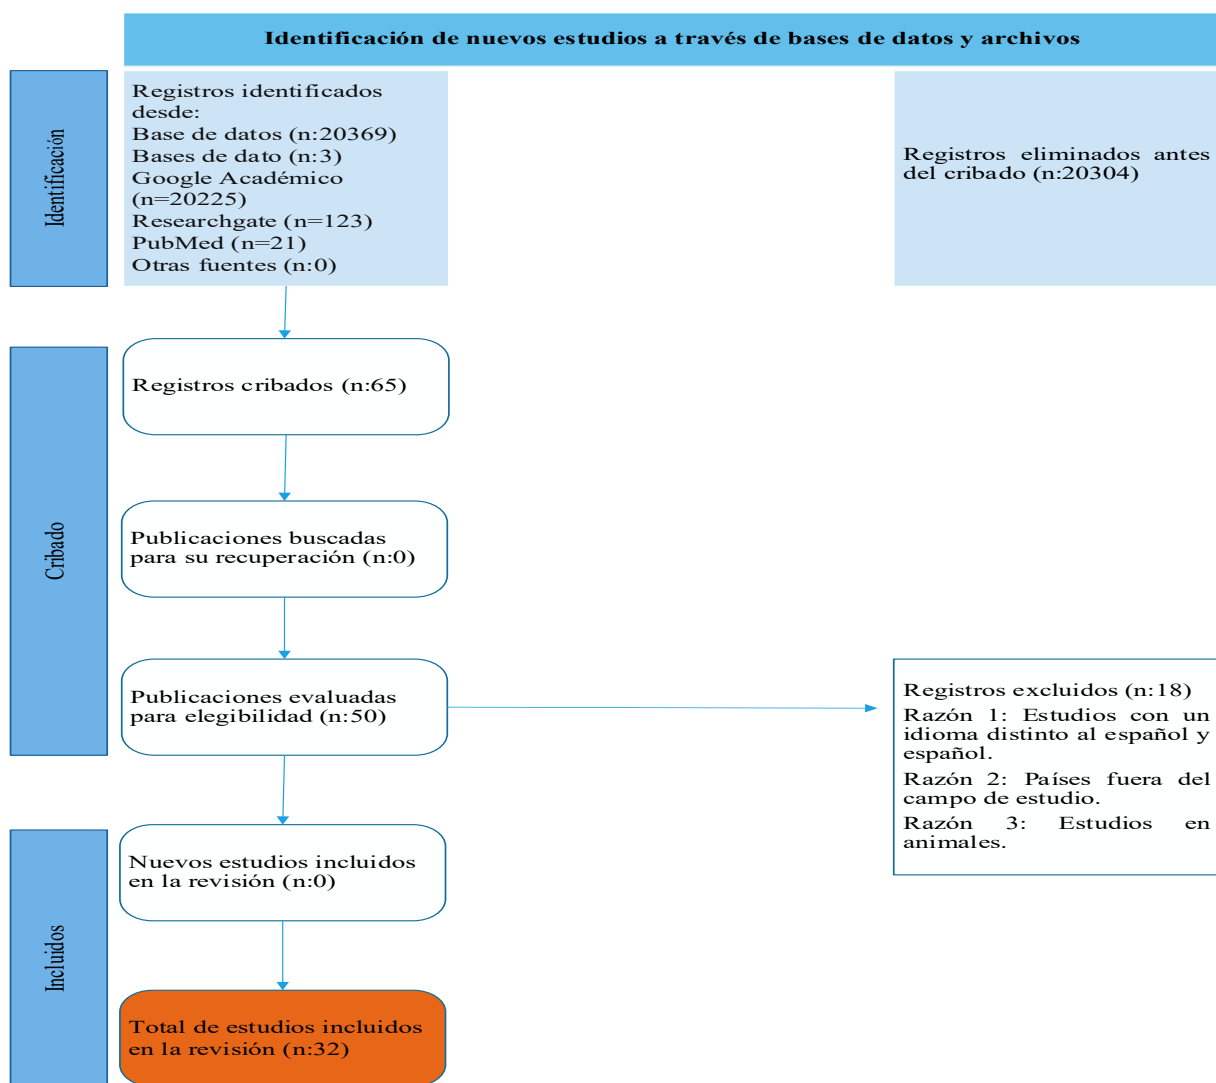 Identificación de nuevos estudios a través de bases de datos y archivos
Identificación
Registros identificados
desde:
Base de datos (n:20369)
Bases de dato (n:3)
Google Académico
(n=20225)
Researchgate (n=123)
PubMed (n=21)
Otras fuentes (n:0)
Registros eliminados antes
del cribado (n:20304)
Cribado
Registros cribados (n:65)
Publicaciones buscadas
para su recuperación (n:0)
Publicaciones evaluadas
para elegibilidad (n:50)
Registros excluidos (n:18)
Razón 1: Estudios con un
idioma distinto al español y
español.
Razón 2: Países fuera del
campo de estudio.
Razón 3: Estudios en
animales.
Incluidos
Nuevos estudios incluidos
en la revisión (n:0)
Total de estudios incluidos
en la revisión (n:32)